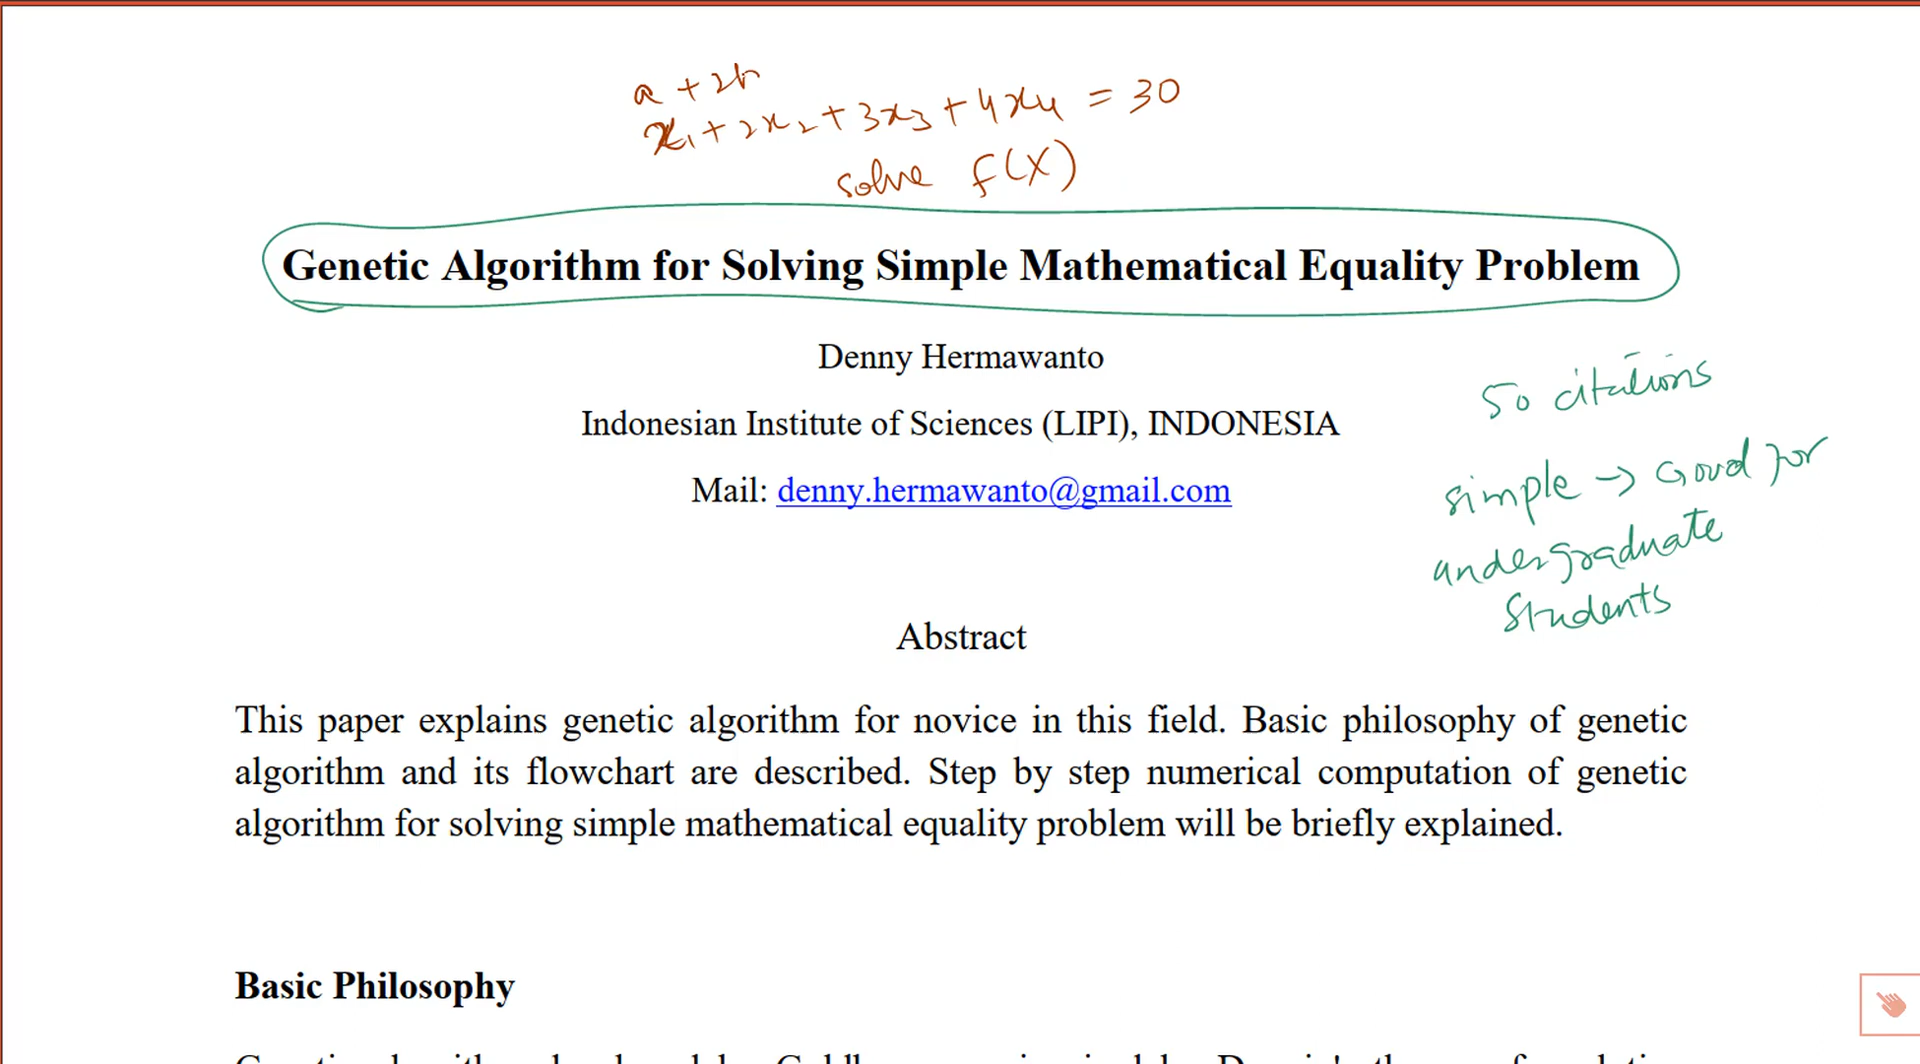 a + 2b
x1 + 2x2 + 3x3 + 4x4 = 30
solve f(X)
Genetic Algorithm for Solving Simple Mathematical Equality Problem
Denny Hermawanto
Indonesian Institute of Sciences (LIPI), INDONESIA
Mail: denny.hermawanto@gmail.com
50 citations
simple → Good for
undergraduate
students
Abstract
This paper explains genetic algorithm for novice in this field. Basic philosophy of genetic
algorithm and its flowchart are described. Step by step numerical computation of genetic
algorithm for solving simple mathematical equality problem will be briefly explained.
Basic Philosophy